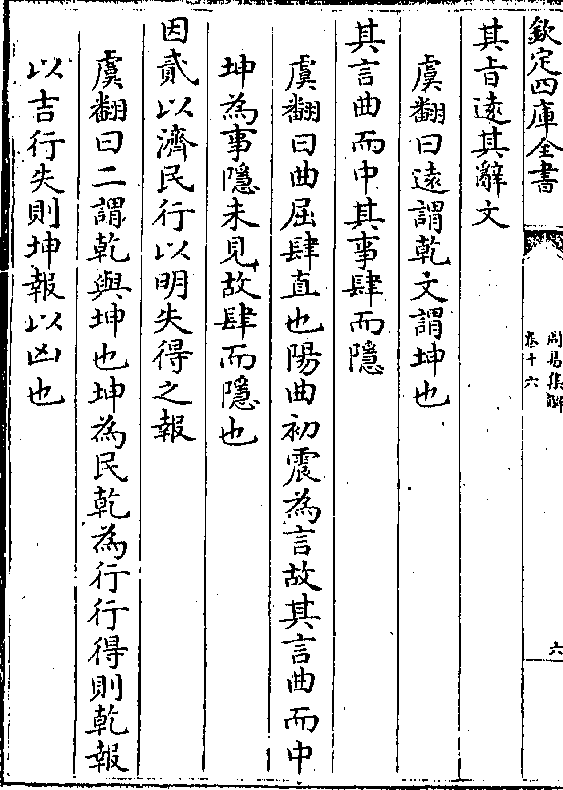 欽定四庫全書
周易集解
卷十六
六
其旨逺其辭文
虞翻曰逺謂乾文謂坤也
其言曲而中其事肆而隱
虞翻曰曲屈肆直也陽曲初震為言故其言曲而中
坤為事隱未見故肆而隱也
因貳以濟民行以明失得之報
虞翻曰二謂乾與坤也坤為民乾為行行得則乾報
以吉行失則坤報以凶也